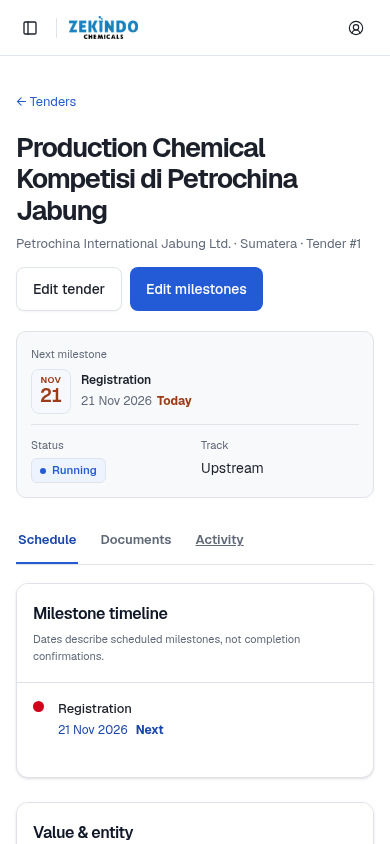 ZEKINDO
CHEMICALS
← Tenders
Production Chemical
Kompetisi di Petrochina
Jabung
Petrochina International Jabung Ltd. · Sumatera · Tender #1
Edit tender
Edit milestones
Next milestone
NOV
21
Registration
21 Nov 2026 Today
Status
Track
Running
Upstream
Schedule Documents Activity
Milestone timeline
Dates describe scheduled milestones, not completion
confirmations.
Registration
21 Nov 2026 Next
Value & entity